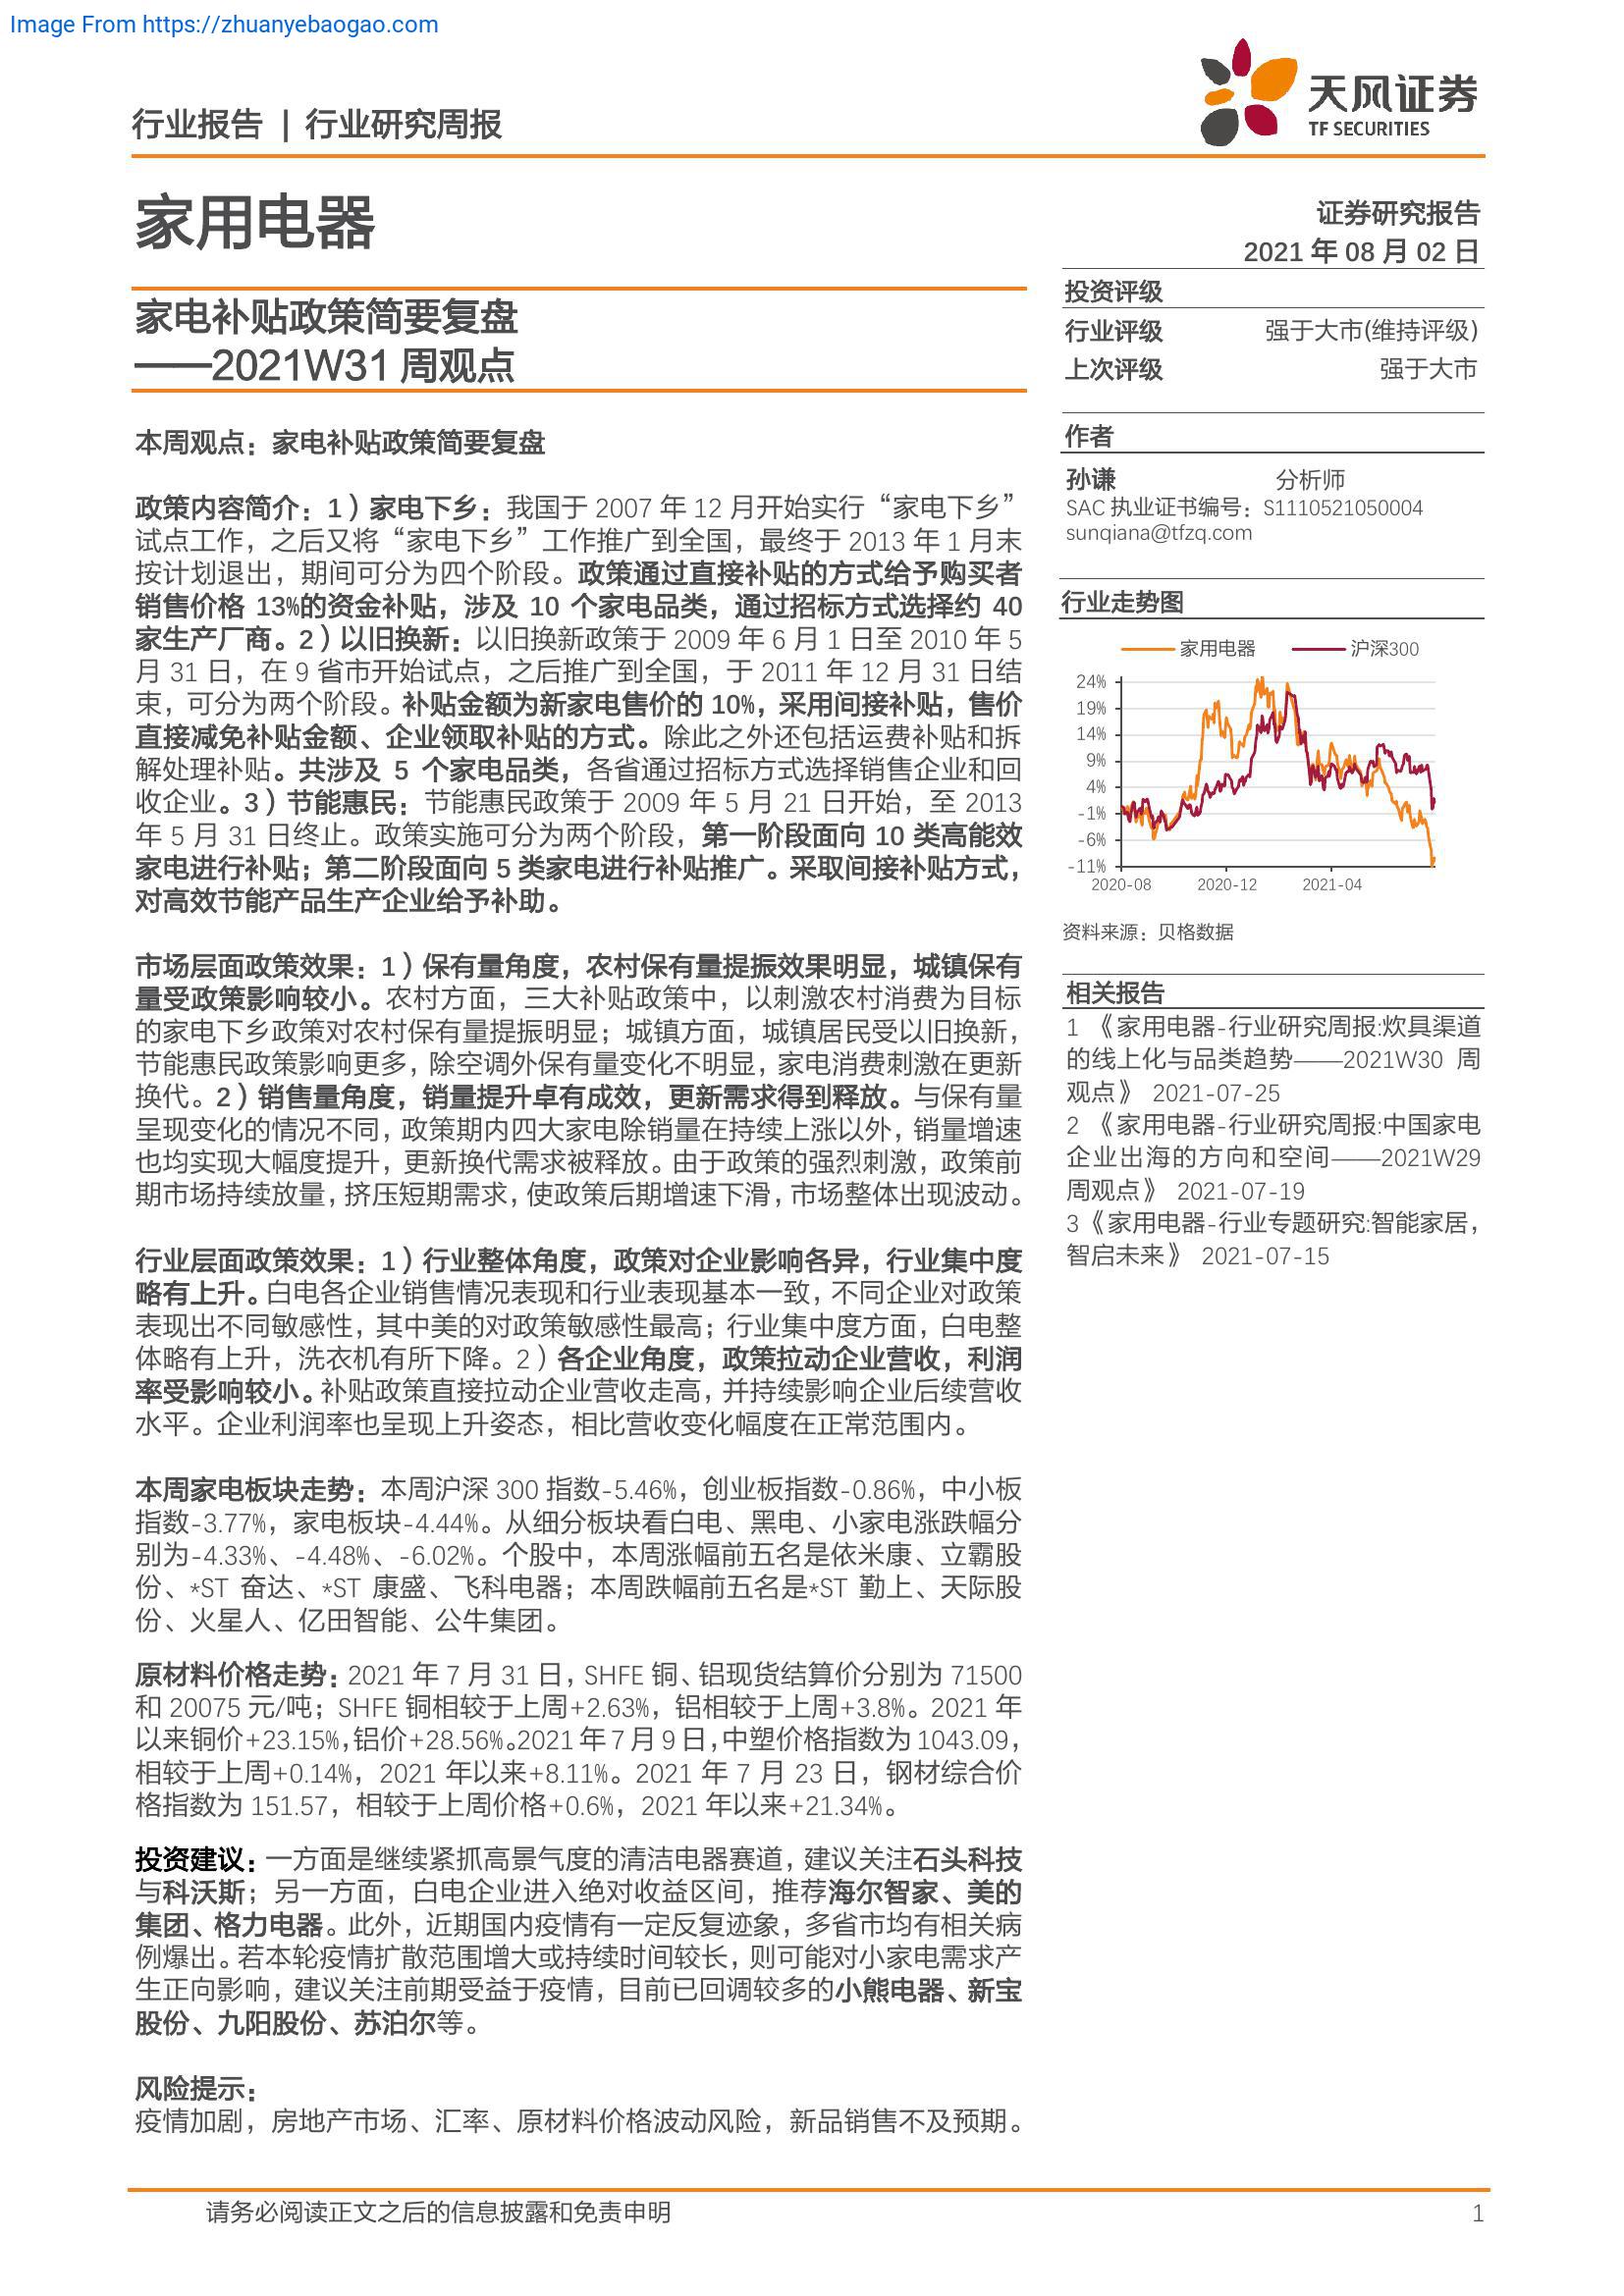 Image From https://zhuanyebaogao.com
行业报告 | 行业研究周报
天风证券
TF SECURITIES
家用电器
证券研究报告
2021 年 08 月 02 日
家电补贴政策简要复盘
——2021W31 周观点
投资评级
行业评级 强于大市(维持评级)
上次评级 强于大市
本周观点：家电补贴政策简要复盘
政策内容简介：1）家电下乡：我国于 2007 年 12 月开始实行“家电下乡”
试点工作，之后又将“家电下乡”工作推广到全国，最终于 2013 年 1 月末
按计划退出，期间可分为四个阶段。政策通过直接补贴的方式给予购买者
销售价格 13%的资金补贴，涉及 10 个家电品类，通过招标方式选择约 40
家生产厂商。2）以旧换新：以旧换新政策于 2009 年 6 月 1 日至 2010 年 5
月 31 日，在 9 省市开始试点，之后推广到全国，于 2011 年 12 月 31 日结
束，可分为两个阶段。补贴金额为新家电售价的 10%，采用间接补贴，售价
直接减免补贴金额、企业领取补贴的方式。除此之外还包括运费补贴和拆
解处理补贴。共涉及 5 个家电品类，各省通过招标方式选择销售企业和回
收企业。3）节能惠民：节能惠民政策于 2009 年 5 月 21 日开始，至 2013
年 5 月 31 日终止。政策实施可分为两个阶段，第一阶段面向 10 类高能效
家电进行补贴；第二阶段面向 5 类家电进行补贴推广。采取间接补贴方式，
对高效节能产品生产企业给予补助。
市场层面政策效果：1）保有量角度，农村保有量提振效果明显，城镇保有
量受政策影响较小。农村方面，三大补贴政策中，以刺激农村消费为目标
的家电下乡政策对农村保有量提振明显；城镇方面，城镇居民受以旧换新，
节能惠民政策影响更多，除空调外保有量变化不明显，家电消费刺激在更新
换代。2）销售量角度，销量提升卓有成效，更新需求得到释放。与保有量
呈现变化的情况不同，政策期内四大家电除销量在持续上涨以外，销量增速
也均实现大幅度提升，更新换代需求被释放。由于政策的强烈刺激，政策前
期市场持续放量，挤压短期需求，使政策后期增速下滑，市场整体出现波动。
行业层面政策效果：1）行业整体角度，政策对企业影响各异，行业集中度
略有上升。白电各企业销售情况表现和行业表现基本一致，不同企业对政策
表现出不同敏感性，其中美的对政策敏感性最高；行业集中度方面，白电整
体略有上升，洗衣机有所下降。2）各企业角度，政策拉动企业营收，利润
率受影响较小。补贴政策直接拉动企业营收走高，并持续影响企业后续营收
水平。企业利润率也呈现上升姿态，相比营收变化幅度在正常范围内。
本周家电板块走势：本周沪深 300 指数-5.46%，创业板指数-0.86%，中小板
指数-3.77%，家电板块-4.44%。从细分板块看白电、黑电、小家电涨跌幅分
别为-4.33%、-4.48%、-6.02%。个股中，本周涨幅前五名是依米康、立霸股
份、*ST 奋达、*ST 康盛、飞科电器；本周跌幅前五名是*ST 勤上、天际股
份、火星人、亿田智能、公牛集团。
原材料价格走势：2021 年 7 月 31 日，SHFE 铜、铝现货结算价分别为 71500
和 20075 元/吨；SHFE 铜相较于上周+2.63%，铝相较于上周+3.8%。2021 年
以来铜价+23.15%，铝价+28.56%。2021 年 7 月 9 日，中塑价格指数为 1043.09，
相较于上周+0.14%，2021 年以来+8.11%。2021 年 7 月 23 日，钢材综合价
格指数为 151.57，相较于上周价格+0.6%，2021 年以来+21.34%。
投资建议：一方面是继续紧抓高景气度的清洁电器赛道，建议关注石头科技
与科沃斯；另一方面，白电企业进入绝对收益区间，推荐海尔智家、美的
集团、格力电器。此外，近期国内疫情有一定反复迹象，多省市均有相关病
例爆出。若本轮疫情扩散范围增大或持续时间较长，则可能对小家电需求产
生正向影响，建议关注前期受益于疫情，目前已回调较多的小熊电器、新宝
股份、九阳股份、苏泊尔等。
风险提示：
疫情加剧，房地产市场、汇率、原材料价格波动风险，新品销售不及预期。
作者
孙谦 分析师
SAC 执业证书编号：S1110521050004
sunqiana@tfzq.com
行业走势图
家用电器 沪深300
24%
19%
14%
9%
4%
-1%
-6%
-11%
2020-08 2020-12 2021-04
资料来源：贝格数据
相关报告
1 《家用电器-行业研究周报:炊具渠道
的线上化与品类趋势——2021W30 周
观点》 2021-07-25
2 《家用电器-行业研究周报:中国家电
企业出海的方向和空间——2021W29
周观点》 2021-07-19
3《家用电器-行业专题研究:智能家居，
智启未来》 2021-07-15
请务必阅读正文之后的信息披露和免责申明 1